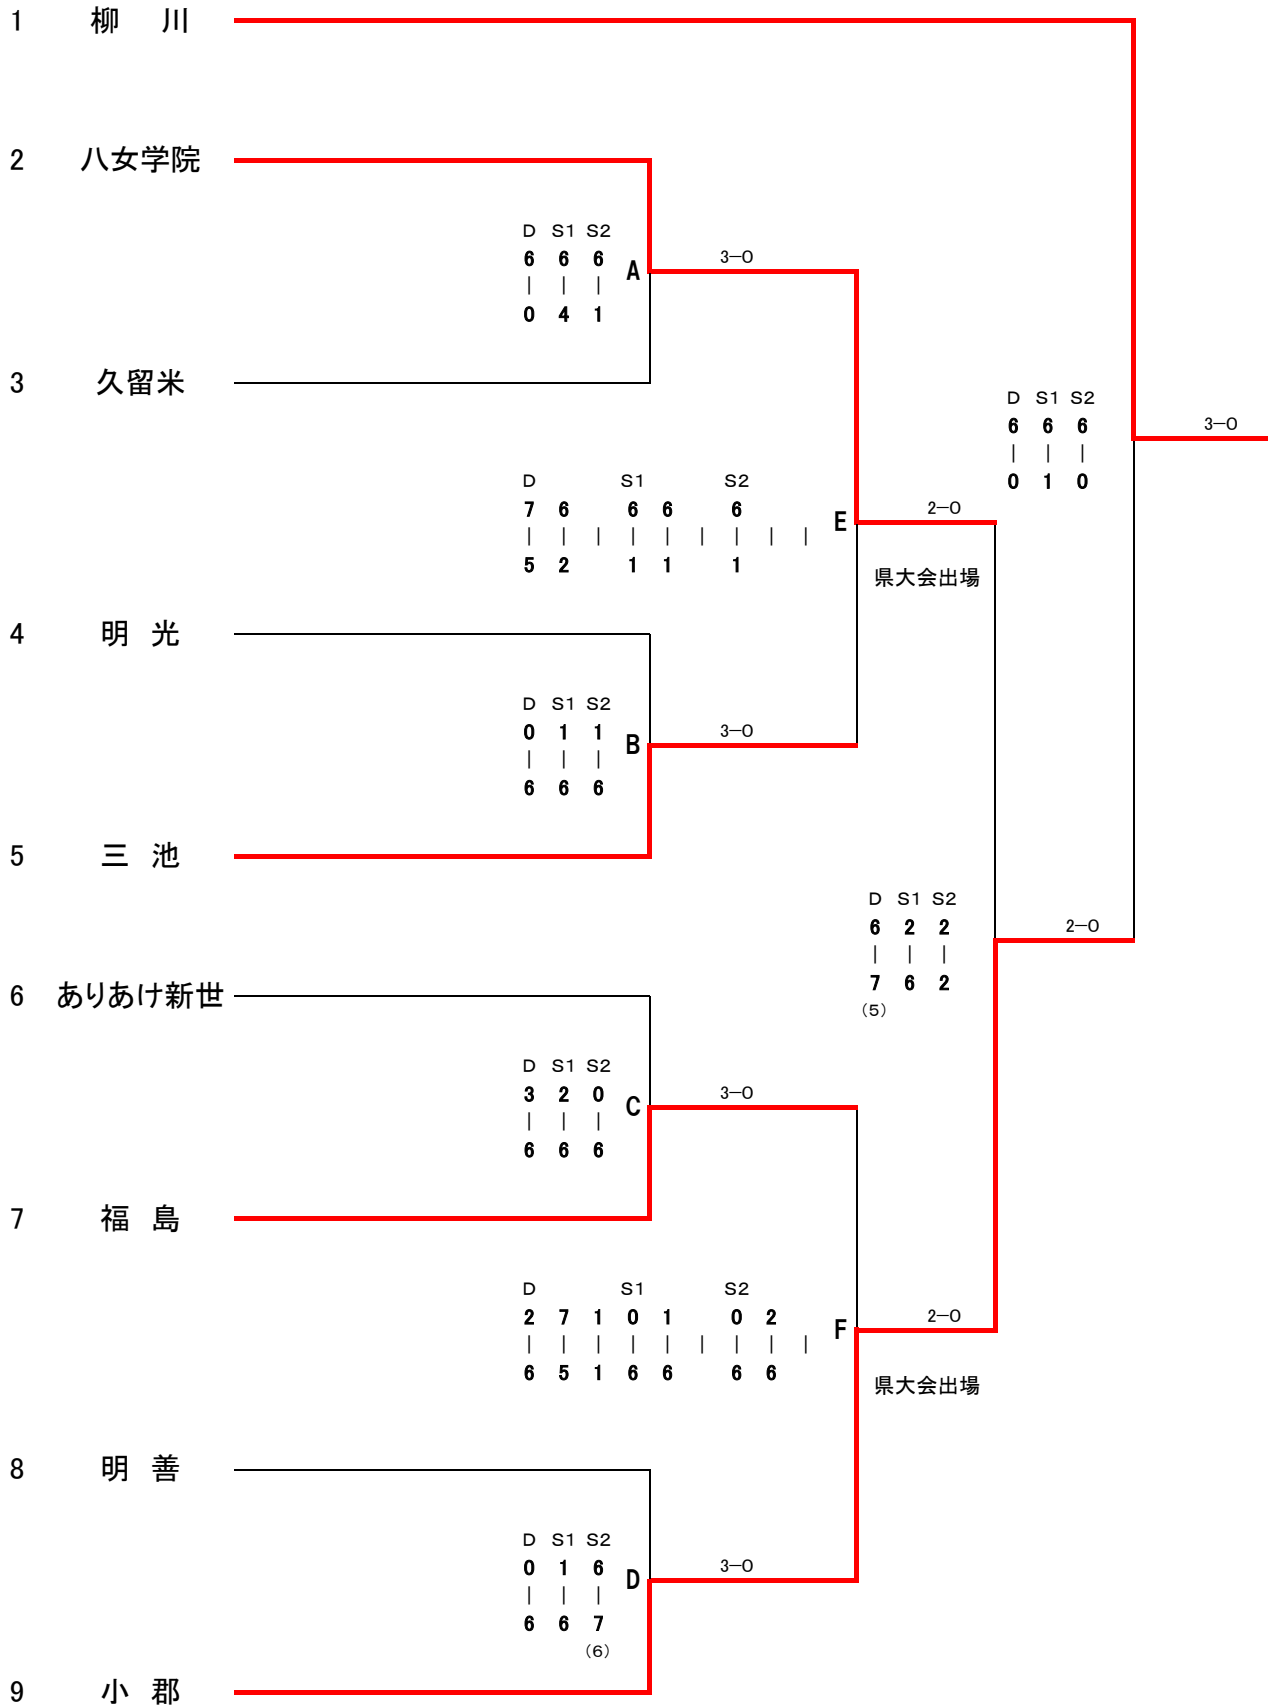 1 柳 川
2 八女学院
D S1 S2
6 6 6
| | |
0 4 1
A
3－0
3 久留米
D S1 S2
6 6 6
| | |
0 1 0
3－0
D S1 S2
7 6 6 6 6
| | | | | | | | |
5 2 1 1 1
E
2－0
県大会出場
4 明 光
D S1 S2
0 1 1
| | |
6 6 6
B
3－0
5 三 池
D S1 S2
6 2 2
| | |
7 6 2
(5)
2－0
6 ありあけ新世
D S1 S2
3 2 0
| | |
6 6 6
C
3－0
7 福 島
D S1 S2
2 7 1 0 1 0 2
| | | | | | | | |
6 5 1 6 6 6 6
F
2－0
県大会出場
8 明 善
D S1 S2
0 1 6
| | |
6 6 7
(6)
D
3－0
9 小 郡